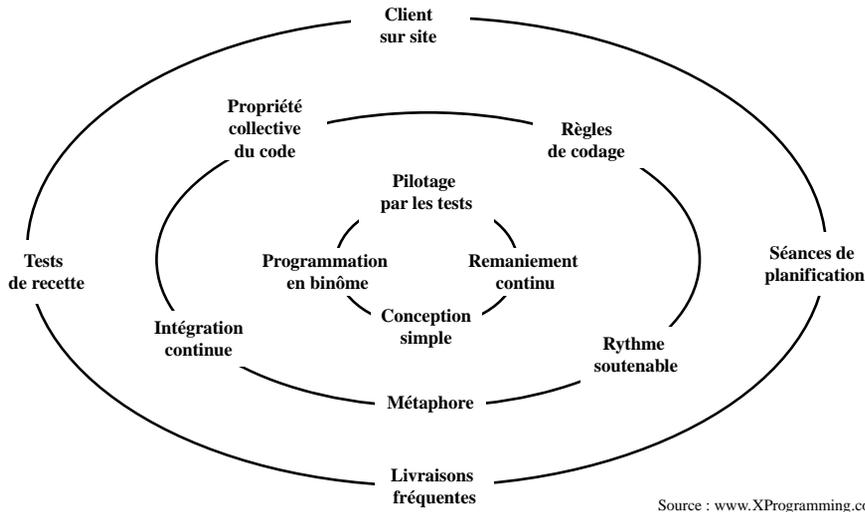 Client
sur site
Propriété
collective
du code
Règles
de codage
Pilotage
par les tests
Tests
de recette
Programmation
en binôme
Remaniement
continu
Séances de
planification
Conception
simple
Intégration
continue
Rythme
soutenable
Métaphore
Livraisons
fréquentes
Source : www.XProgramming.co